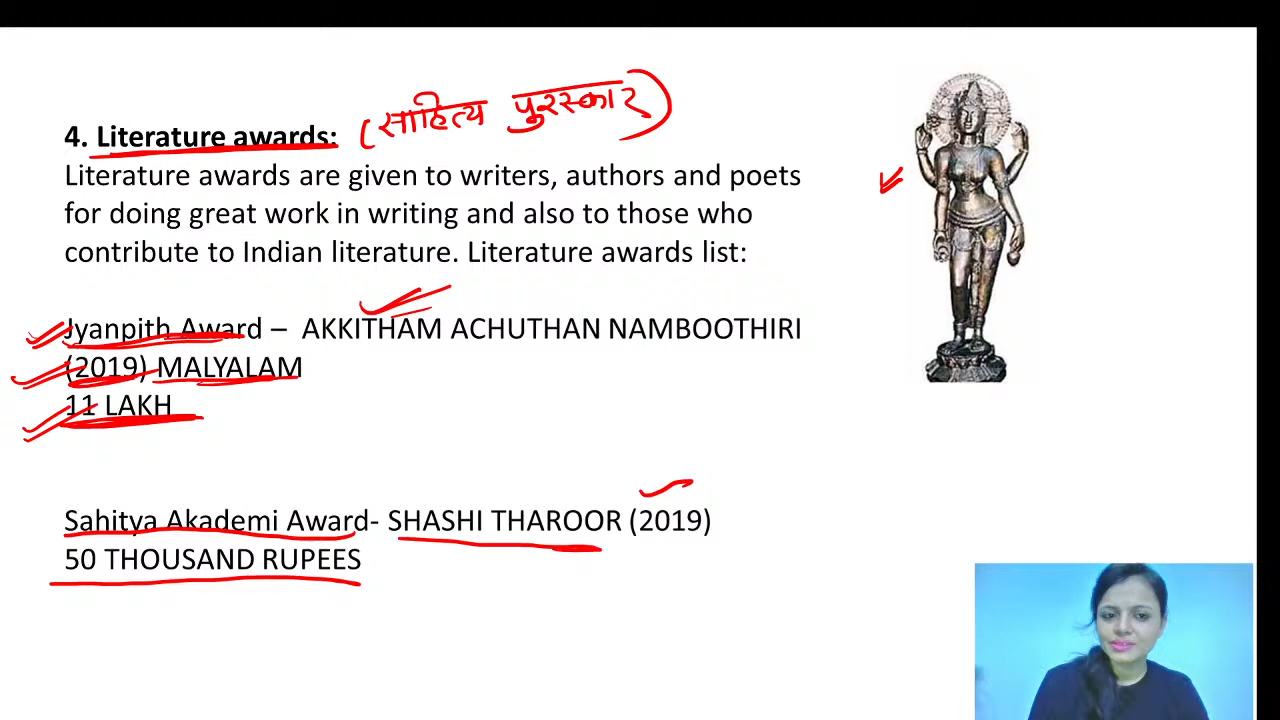 (साहित्य पुरस्कार)
4. Literature awards:
Literature awards are given to writers, authors and poets
for doing great work in writing and also to those who
contribute to Indian literature. Literature awards list:
Jyanpith Award – AKKITHAM ACHUTHAN NAMBOOTHIRI
(2019) MALYALAM
11 LAKH
Sahitya Akademi Award- SHASHI THAROOR (2019)
50 THOUSAND RUPEES